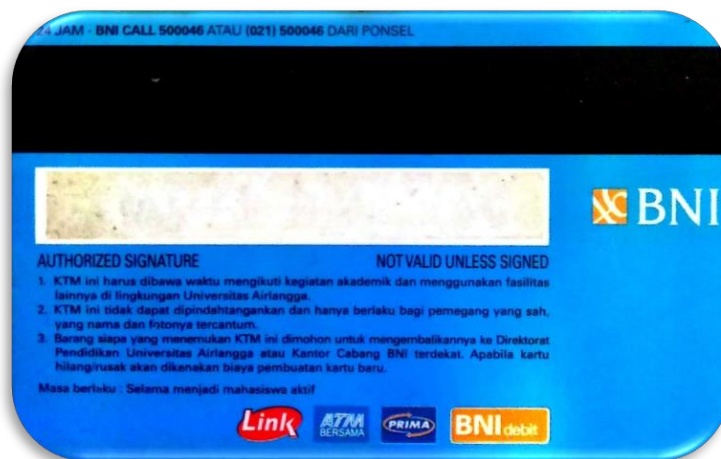 24 JAM - BNI CALL 500046 ATAU (021) 500046 DARI PONSEL
BNI
AUTHORIZED SIGNATURE NOT VALID UNLESS SIGNED
1. KTM ini harus dibawa waktu mengikuti kegiatan akademik dan menggunakan fasilitas
lainnya di lingkungan Universitas Airlangga.
2. KTM ini tidak dapat dipindahtangankan dan hanya berlaku bagi pemegang yang sah,
yang nama dan fotonya tercantum.
3. Barang siapa yang menemukan KTM ini dimohon untuk mengembalikannya ke Direktorat
Pendidikan Universitas Airlangga atau Kantor Cabang BNI terdekat. Apabila kartu
hilang/rusak akan dikenakan biaya pembuatan kartu baru.
Masa berlaku : Selama menjadi mahasiswa aktif
Link ATM BERSAMA PRIMA BNI debit